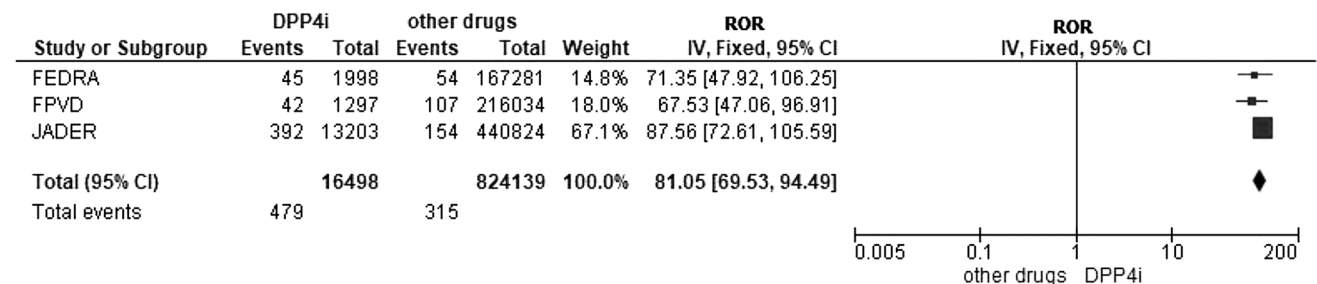 DPP4i other drugs ROR ROR
Study or Subgroup Events Total Events Total Weight IV, Fixed, 95% CI IV, Fixed, 95% CI
FEDRA 45 1998 54 167281 14.8% 71.35 [47.92, 106.25]
FPVD 42 1297 107 216034 18.0% 67.53 [47.06, 96.91]
JADER 392 13203 154 440824 67.1% 87.56 [72.61, 105.59]
Total (95% CI) 16498 824139 100.0% 81.05 [69.53, 94.49]
Total events 479 315
0.005 0.1 1 10 200
other drugs DPP4i